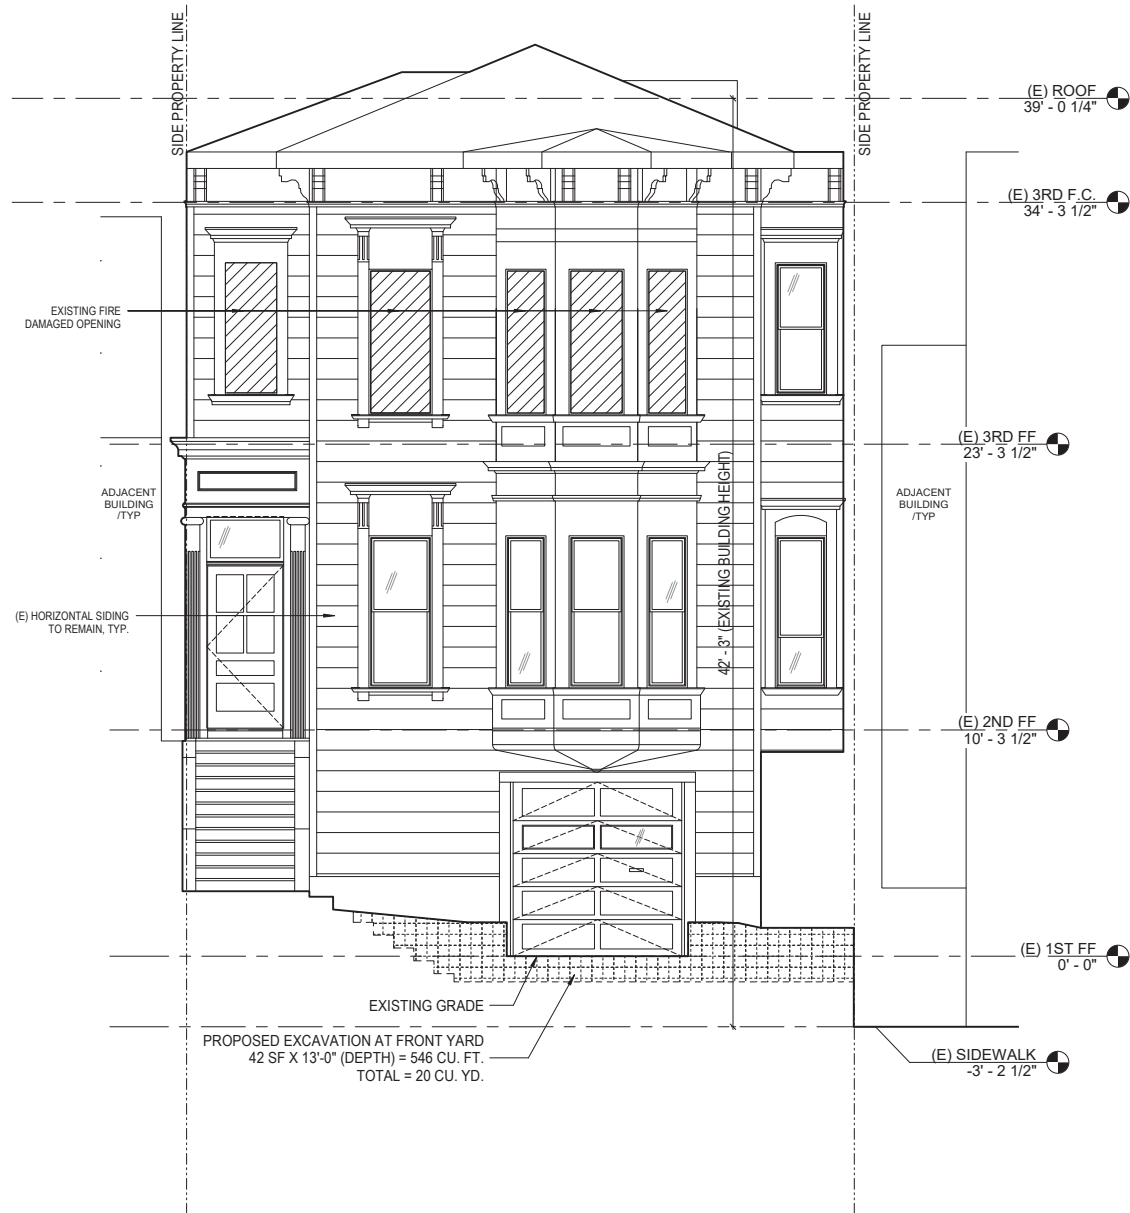 SIDE PROPERTY LINE
SIDE PROPERTY LINE
(E) ROOF
39' - 0 1/4"
(E) 3RD F.C.
34' - 3 1/2"
EXISTING FIRE
DAMAGED OPENING
(E) 3RD FF
23' - 3 1/2"
ADJACENT
BUILDING
/TYP
ADJACENT
BUILDING
/TYP
42' - 3" (EXISTING BUILDING HEIGHT)
(E) HORIZONTAL SIDING
TO REMAIN, TYP.
(E) 2ND FF
10' - 3 1/2"
(E) 1ST FF
0' - 0"
EXISTING GRADE
PROPOSED EXCAVATION AT FRONT YARD
42 SF X 13'-0" (DEPTH) = 546 CU. FT.
TOTAL = 20 CU. YD.
(E) SIDEWALK
-3' - 2 1/2"